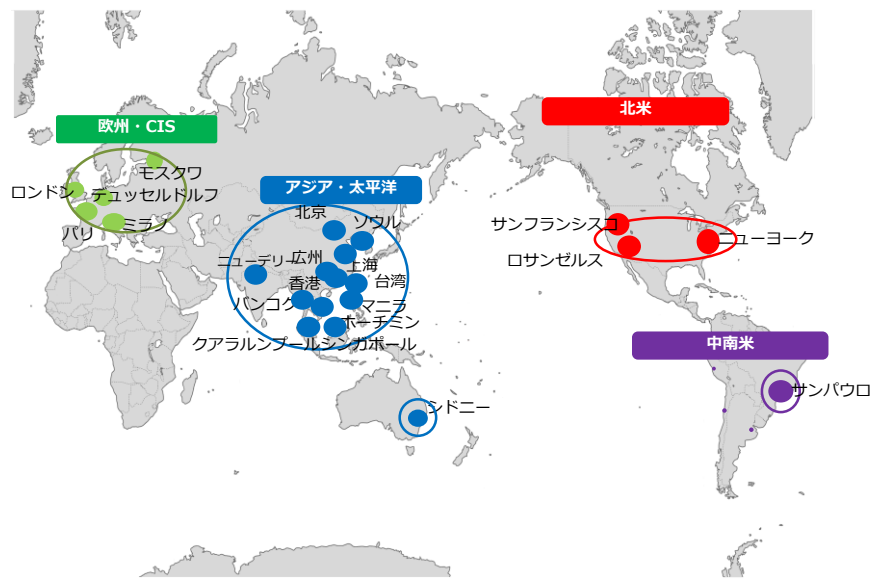 欧州・CIS
モスクワ
ロンドン
デュッセルドルフ
パリ
ミラノ
アジア・太平洋
北京
ソウル
ニューデリー
広州
上海
香港
台湾
バンコク
マニラ
ホーチミン
クアラルンプール
シンガポール
シドニー
北米
サンフランシスコ
ニューヨーク
ロサンゼルス
中南米
サンパウロ